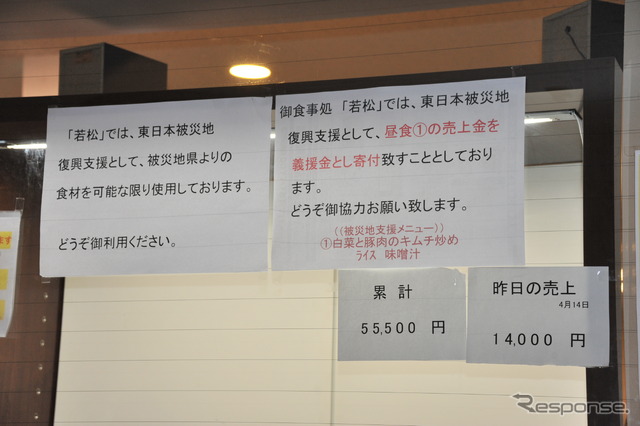 「若松」では、東日本被災地
復興支援として、被災地県よりの
食材を可能な限り使用しております。
どうぞ御利用ください。
御食事処 「若松」では、東日本被災地
復興支援として、昼食①の売上金を
義援金とし寄付致すこととしており
ます。
どうぞ御協力お願い致します。
((被災地支援メニュー))
①白菜と豚肉のキムチ炒め
ライス 味噌汁
累計
55,500 円
昨日の売上
4月14日
14,000 円
Response.